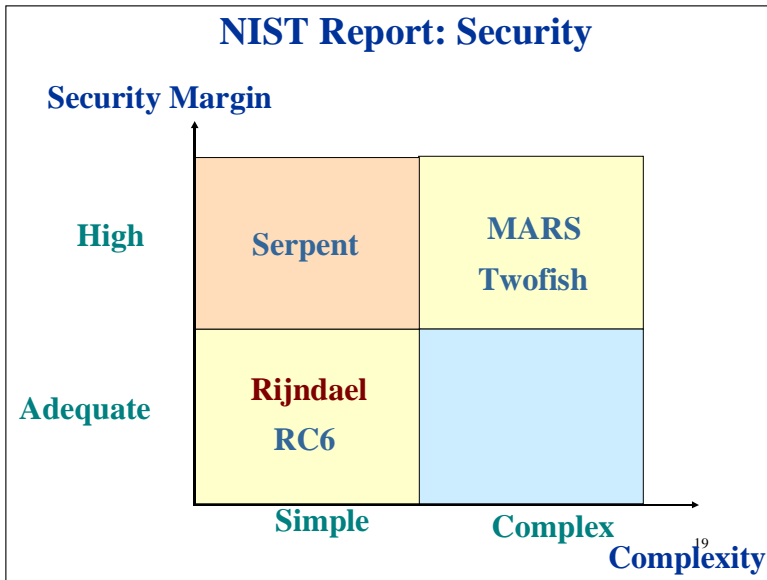 NIST Report: Security
Security Margin
High
Serpent
MARS
Twofish
Adequate
Rijndael
RC6
Simple
Complex
19
Complexity